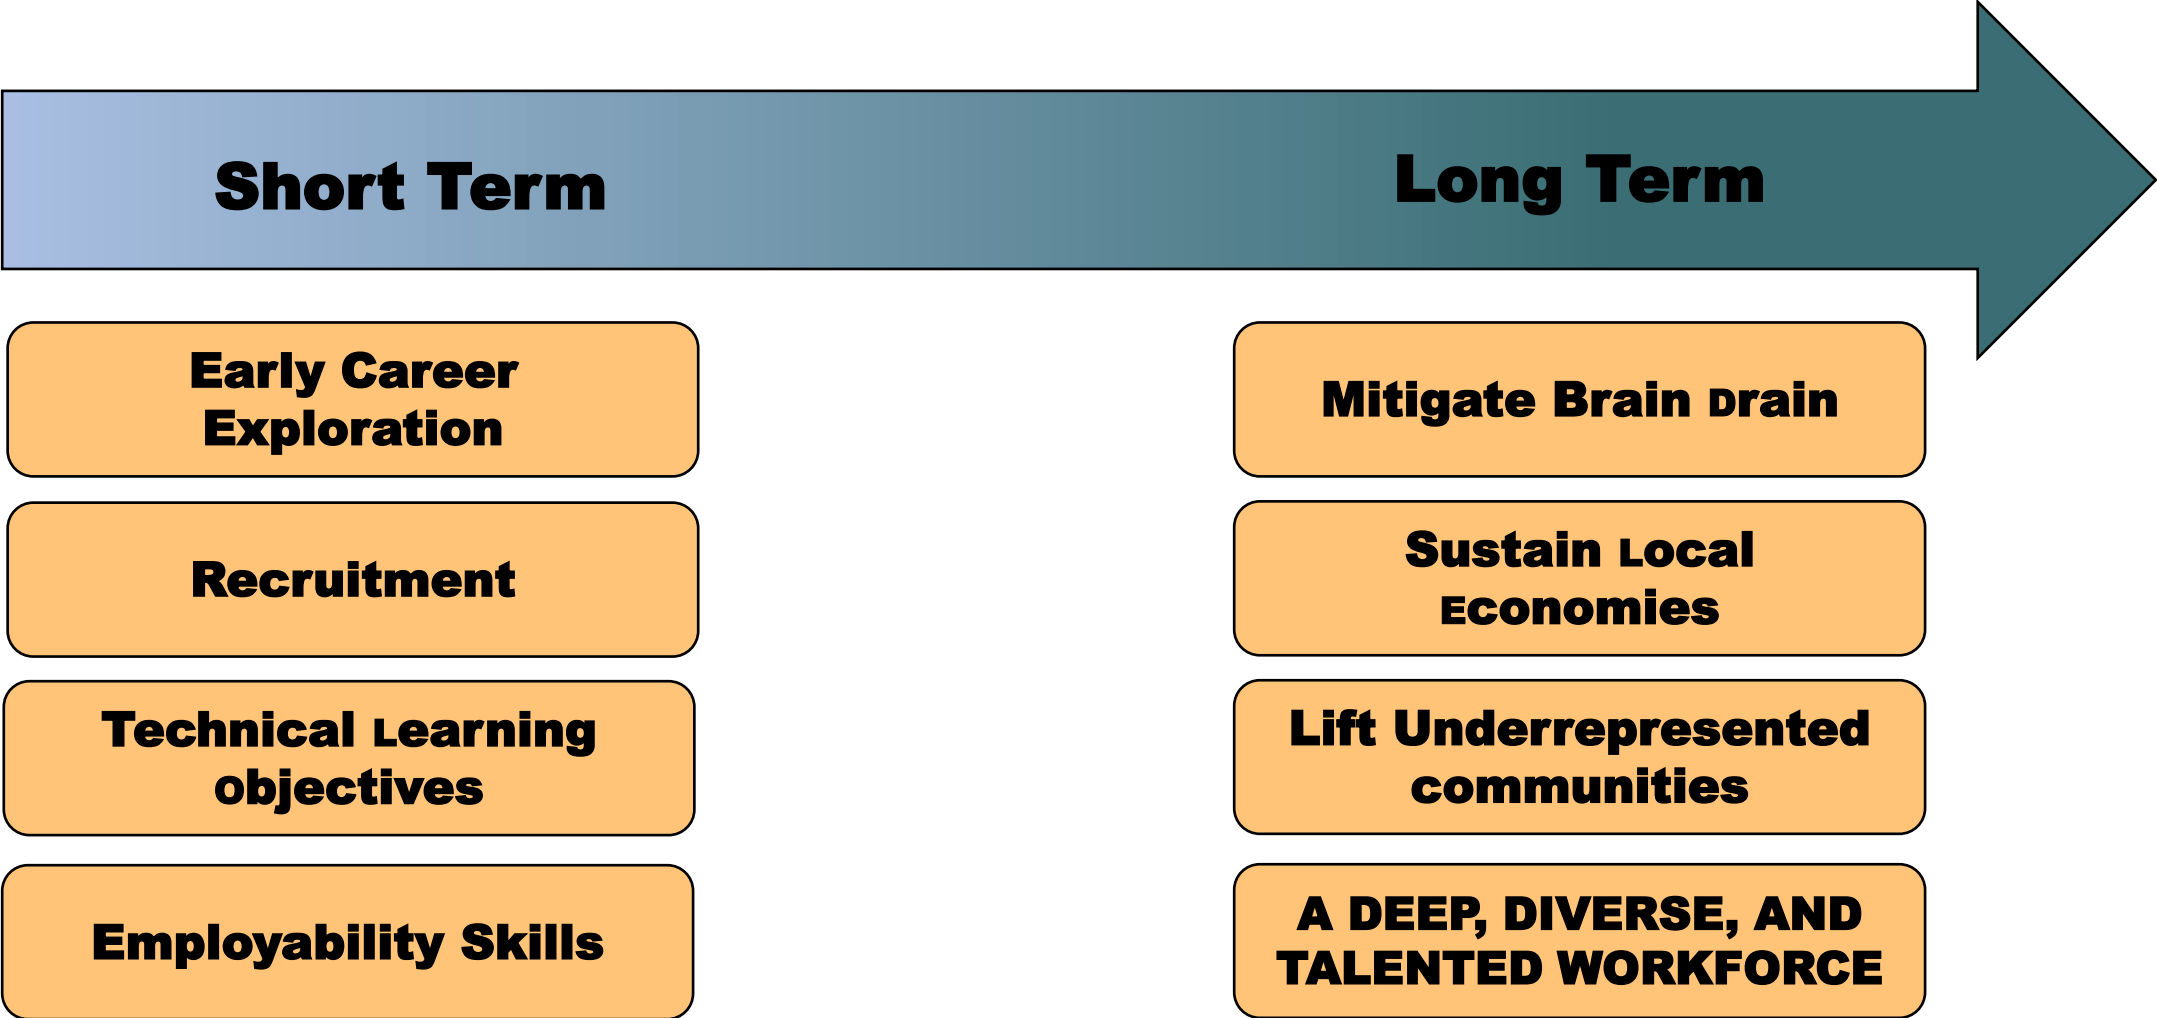 Short Term
Long Term
Early Career
Exploration
Recruitment
Technical Learning
Objectives
Employability Skills
Mitigate Brain Drain
Sustain Local
Economies
Lift Underrepresented
communities
A DEEP, DIVERSE, AND
TALENTED WORKFORCE